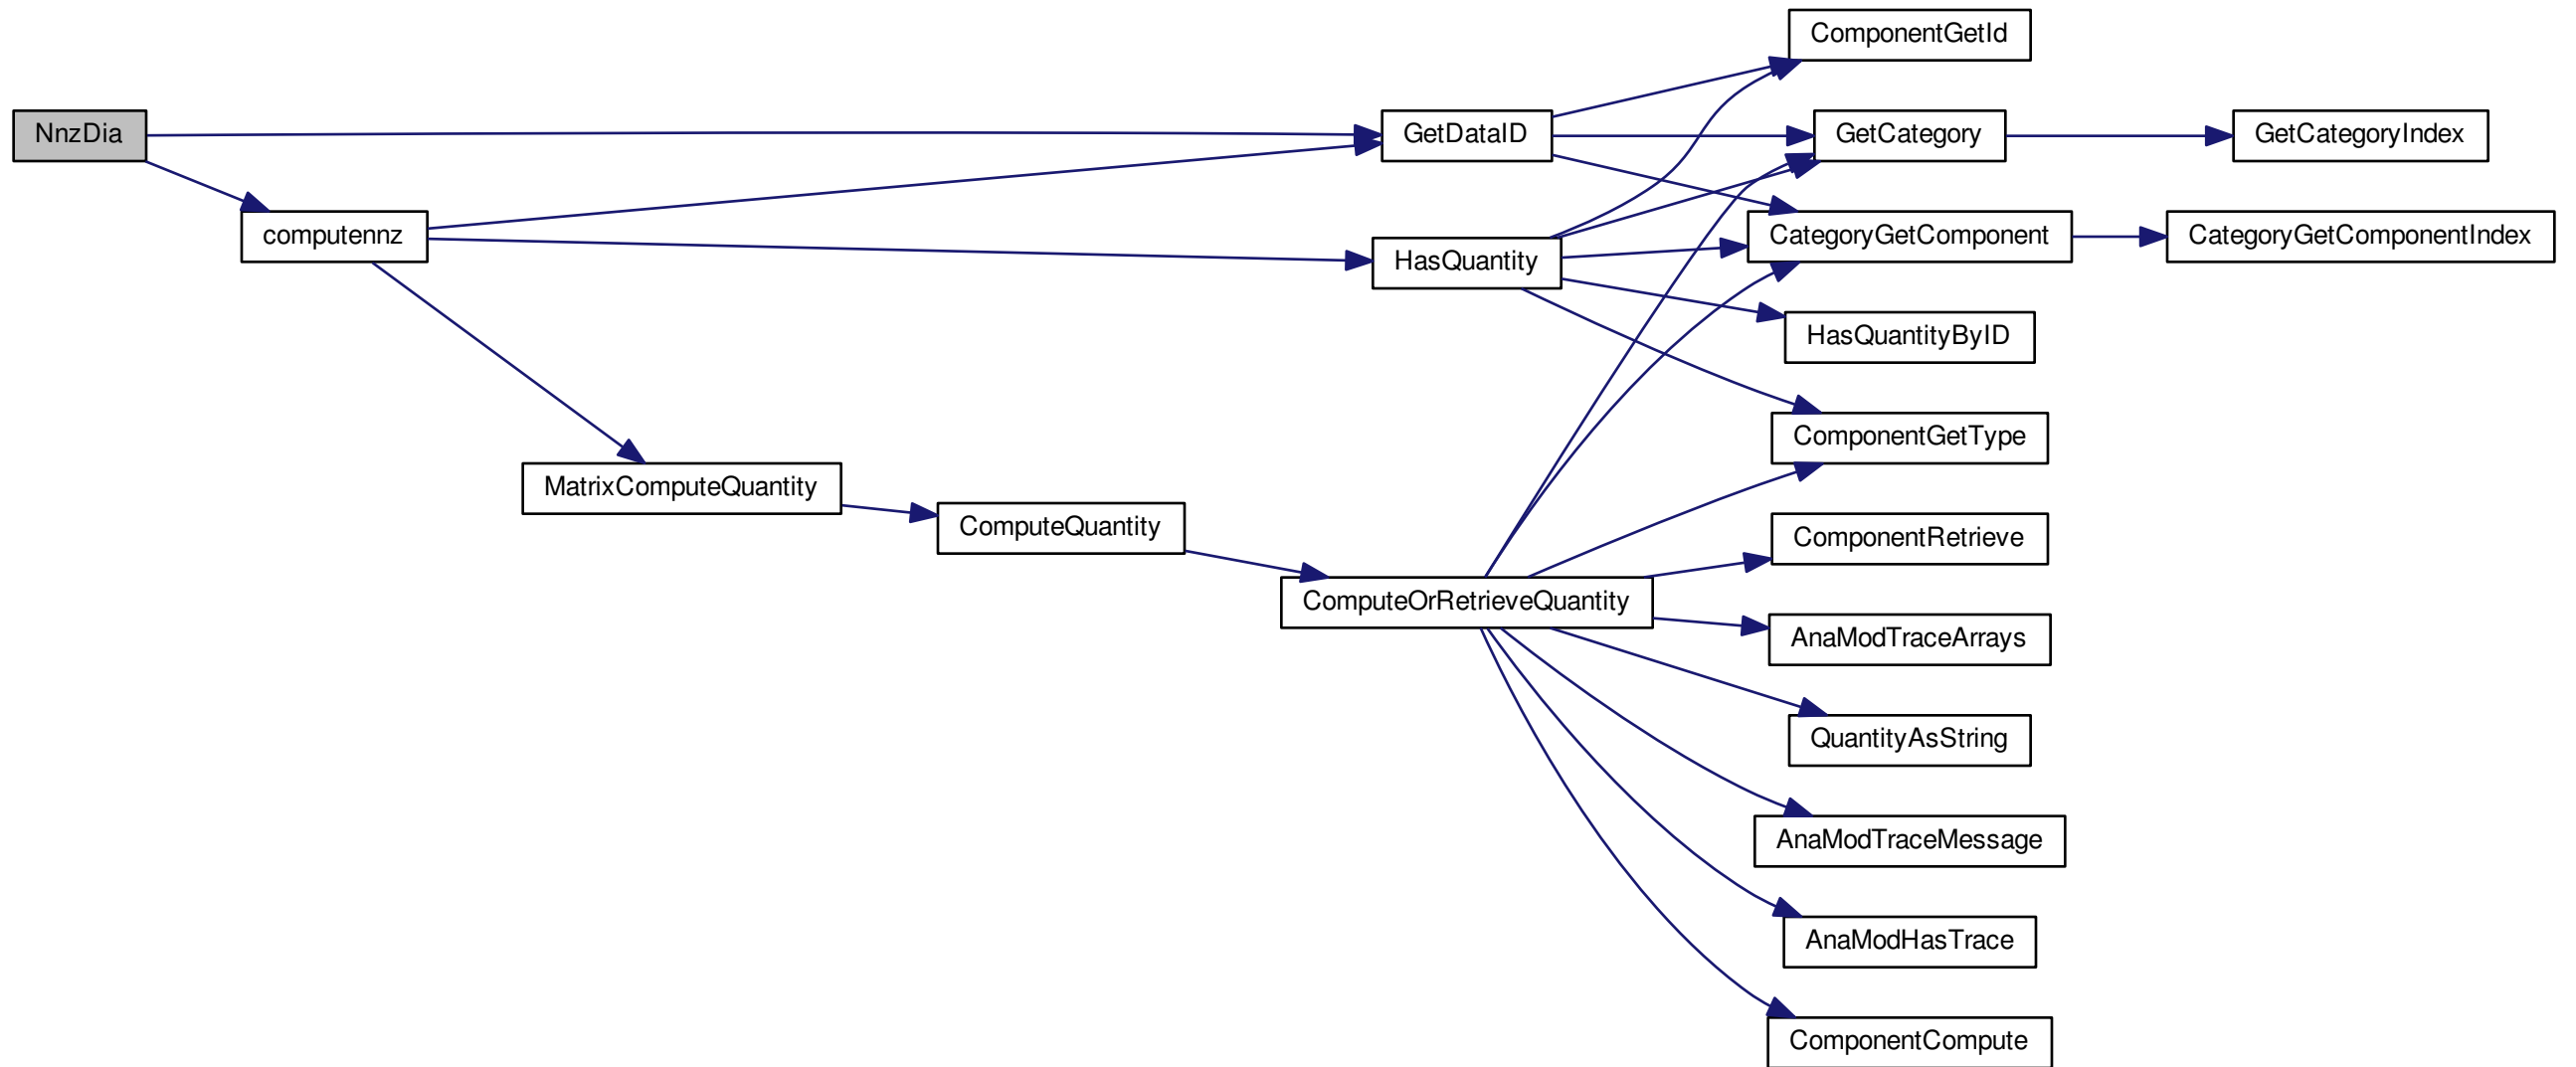 ComponentGetId
NnzDia
GetDataID
GetCategory
GetCategoryIndex
computennz
HasQuantity
CategoryGetComponent
CategoryGetComponentIndex
HasQuantityByID
ComponentGetType
MatrixComputeQuantity
ComputeQuantity
ComponentRetrieve
ComputeOrRetrieveQuantity
AnaModTraceArrays
QuantityAsString
AnaModTraceMessage
AnaModHasTrace
ComponentCompute